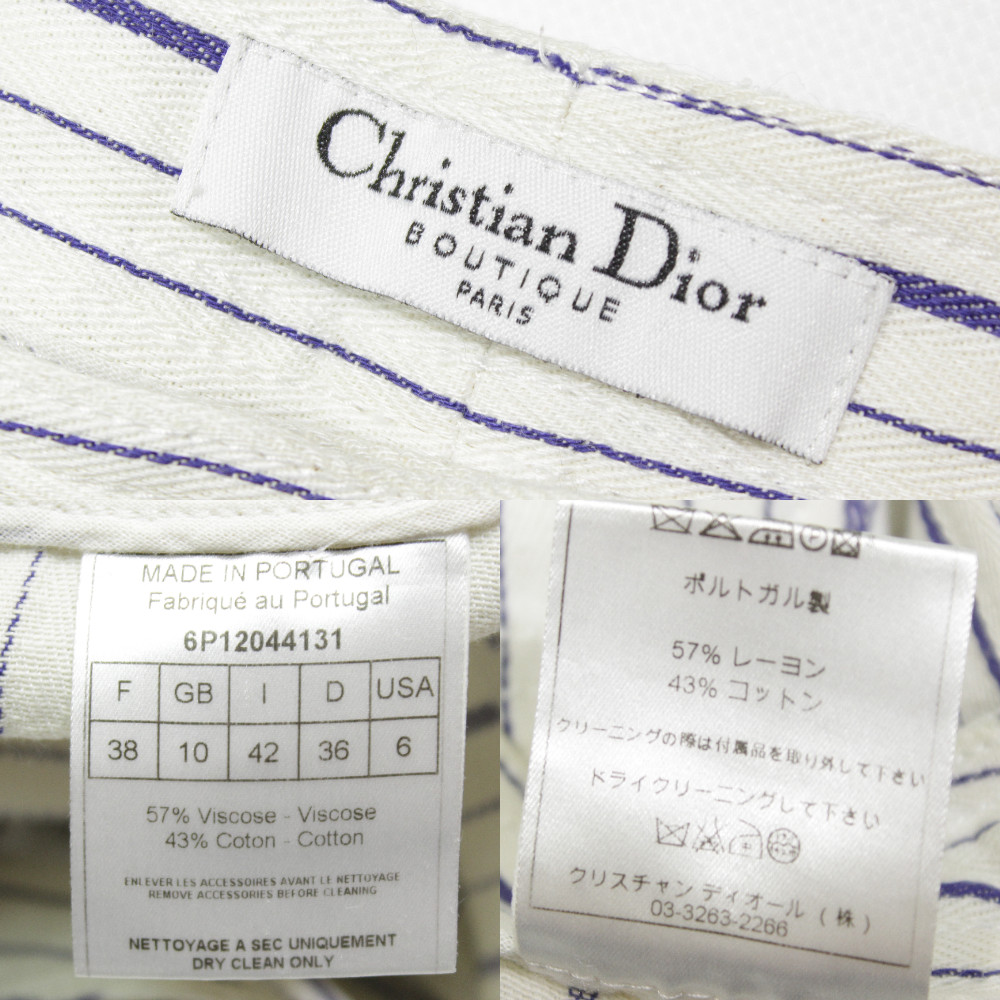 Christian Dior
BOUTIQUE
PARIS
MADE IN PORTUGAL
Fabriqué au Portugal
6P12044131
F GB I D USA
38 10 42 36 6
57% Viscose - Viscose
43% Coton - Cotton
ENLEVER LES ACCESSOIRES AVANT LE NETTOYAGE
REMOVE ACCESSORIES BEFORE CLEANING
NETTOYAGE A SEC UNIQUEMENT
DRY CLEAN ONLY
ポルトガル製
57% レーヨン
43% コットン
クリーニングの際は付属品を取り外して下さい
ドライクリーニングして下さい
クリスチャン ディオール (株)
03-3263-2266